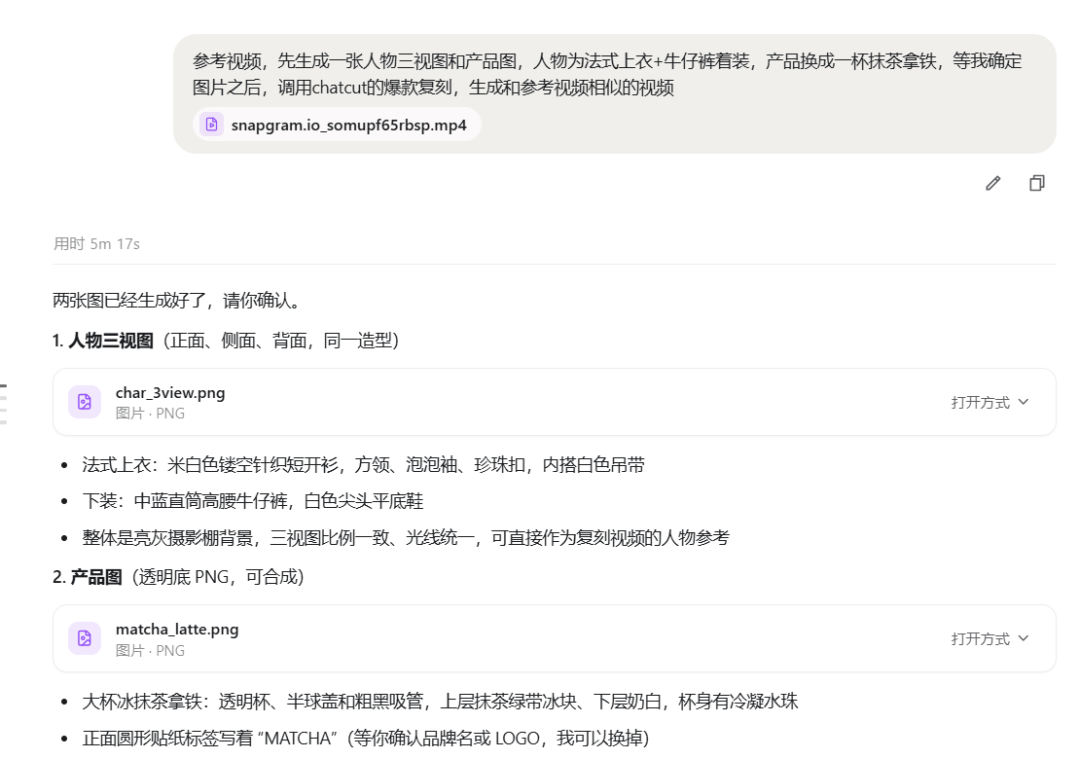 参考视频，先生成一张人物三视图和产品图，人物为法式上衣+牛仔裤着装，产品换成一杯抹茶拿铁，等我确定
图片之后，调用chatcut的爆款复刻，生成和参考视频相似的视频
snapgram.io_somupf65rbsp.mp4
用时 5m 17s
两张图已经生成好了，请你确认。
1. 人物三视图（正面、侧面、背面，同一造型）
char_3view.png
图片 · PNG
打开方式
• 法式上衣：米白色镂空针织短开衫，方领、泡泡袖、珍珠扣，内搭白色吊带
• 下装：中蓝直筒高腰牛仔裤，白色尖头平底鞋
• 整体是亮灰摄影棚背景，三视图比例一致、光线统一，可直接作为复刻视频的人物参考
2. 产品图（透明底 PNG，可合成）
matcha_latte.png
图片 · PNG
打开方式
• 大杯冰抹茶拿铁：透明杯、半球盖和粗黑吸管，上层抹茶绿带冰块、下层奶白，杯身有冷凝水珠
• 正面圆形贴纸标签写着 “MATCHA”（等你确认品牌名或 LOGO，我可以换掉）